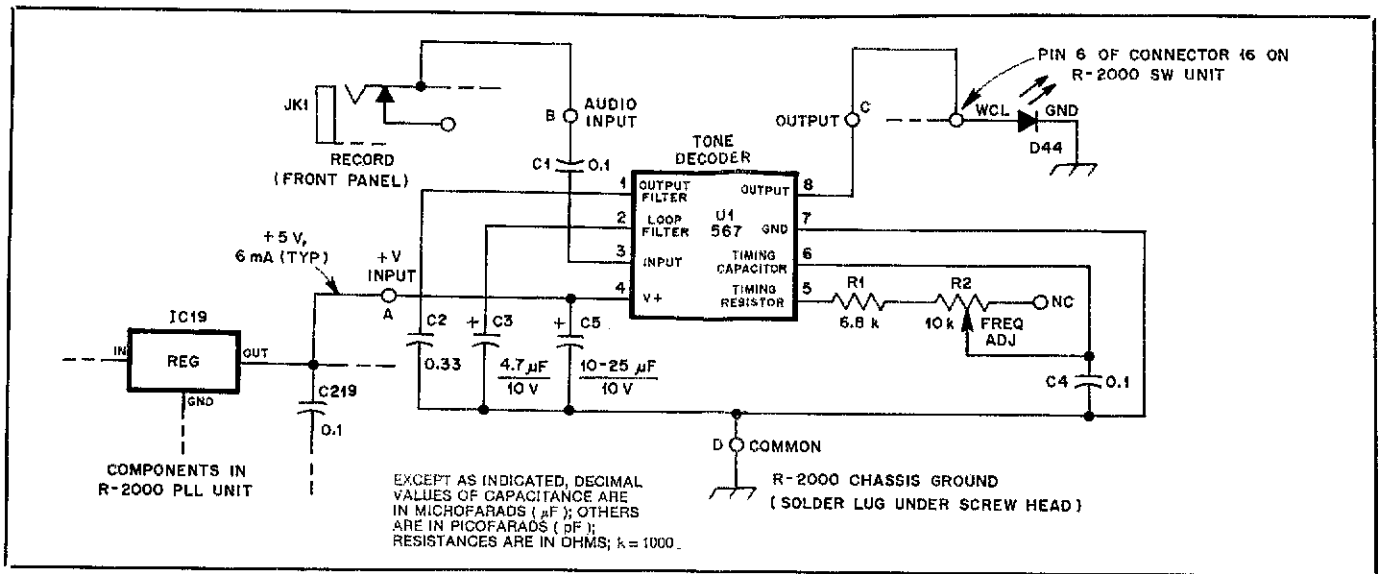 PIN 6 OF CONNECTOR 16 ON
R-2000 SW UNIT
JK1
RECORD
(FRONT PANEL)
B
AUDIO
INPUT
C1
0.1
TONE
DECODER
OUTPUT
C
WCL
GND
D44
1
OUTPUT
FILTER
2
LOOP
FILTER
3
INPUT
4
V+
U1
567
OUTPUT
8
GND
7
TIMING
CAPACITOR
6
TIMING
RESISTOR
5
R1
6.8 k
R2
10 k
FREQ
ADJ
NC
C4
0.1
+5 V,
6 mA (TYP)
+V
INPUT
A
IC19
IN
REG
OUT
GND
C219
0.1
C2
0.33
+
C3
4.7 µF
10 V
+
C5
10-25 µF
10 V
COMPONENTS IN
R-2000 PLL UNIT
D
COMMON
R-2000 CHASSIS GROUND
(SOLDER LUG UNDER SCREW HEAD)
EXCEPT AS INDICATED, DECIMAL
VALUES OF CAPACITANCE ARE
IN MICROFARADS (µF); OTHERS
ARE IN PICOFARADS (pF);
RESISTANCES ARE IN OHMS; k=1000.